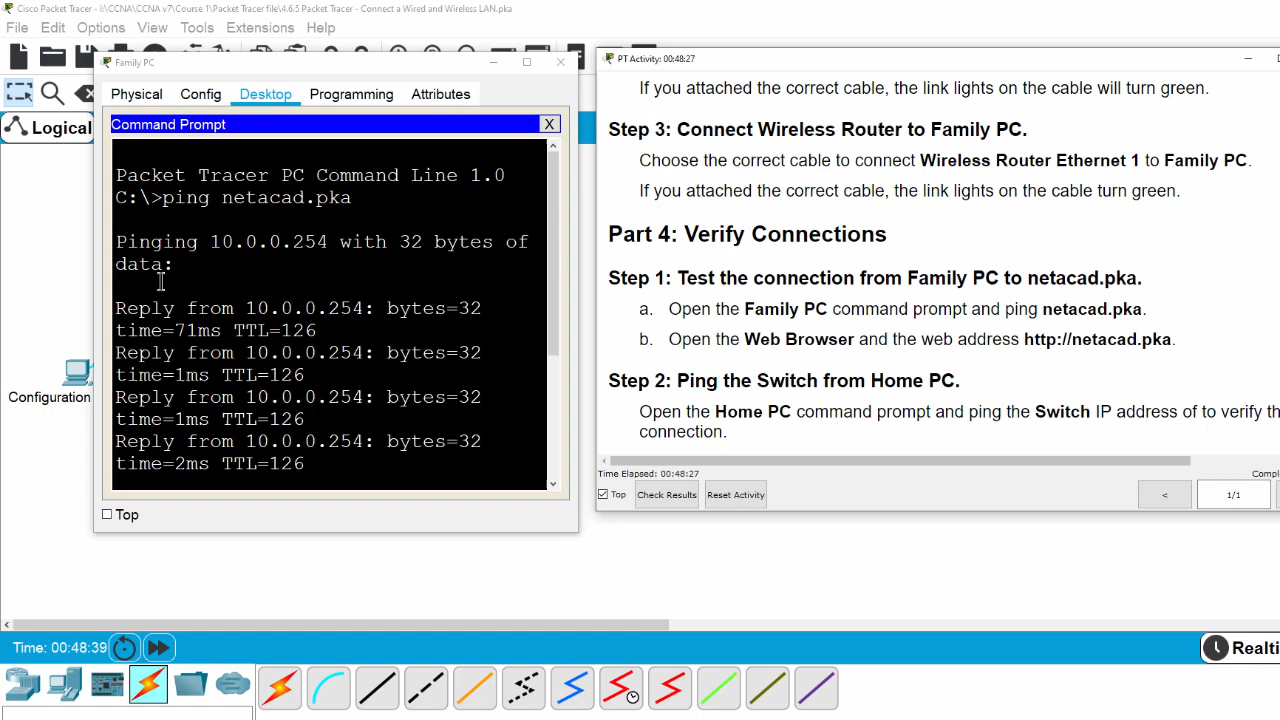 Cisco Packet Tracer - I:\CCNA\CCNA v7\Course 1\Packet Tracer file\4.6.5 Packet Tracer - Connect a Wired and Wireless LAN.pka
File Edit Options View Tools Extensions Help
Family PC
Physical Config Desktop Programming Attributes
Command Prompt X
Packet Tracer PC Command Line 1.0
C:\>ping netacad.pka
Pinging 10.0.0.254 with 32 bytes of
data:
Reply from 10.0.0.254: bytes=32
time=71ms TTL=126
Reply from 10.0.0.254: bytes=32
time=1ms TTL=126
Reply from 10.0.0.254: bytes=32
time=1ms TTL=126
Reply from 10.0.0.254: bytes=32
time=2ms TTL=126
Top
Logical
Configuration
PT Activity: 00:48:27
If you attached the correct cable, the link lights on the cable will turn green.
Step 3: Connect Wireless Router to Family PC.
Choose the correct cable to connect Wireless Router Ethernet 1 to Family PC.
If you attached the correct cable, the link lights on the cable turn green.
Part 4: Verify Connections
Step 1: Test the connection from Family PC to netacad.pka.
a. Open the Family PC command prompt and ping netacad.pka.
b. Open the Web Browser and the web address http://netacad.pka.
Step 2: Ping the Switch from Home PC.
Open the Home PC command prompt and ping the Switch IP address of to verify the
connection.
Time Elapsed: 00:48:27 Comple
Top Check Results Reset Activity < 1/1
Time: 00:48:39 Realti